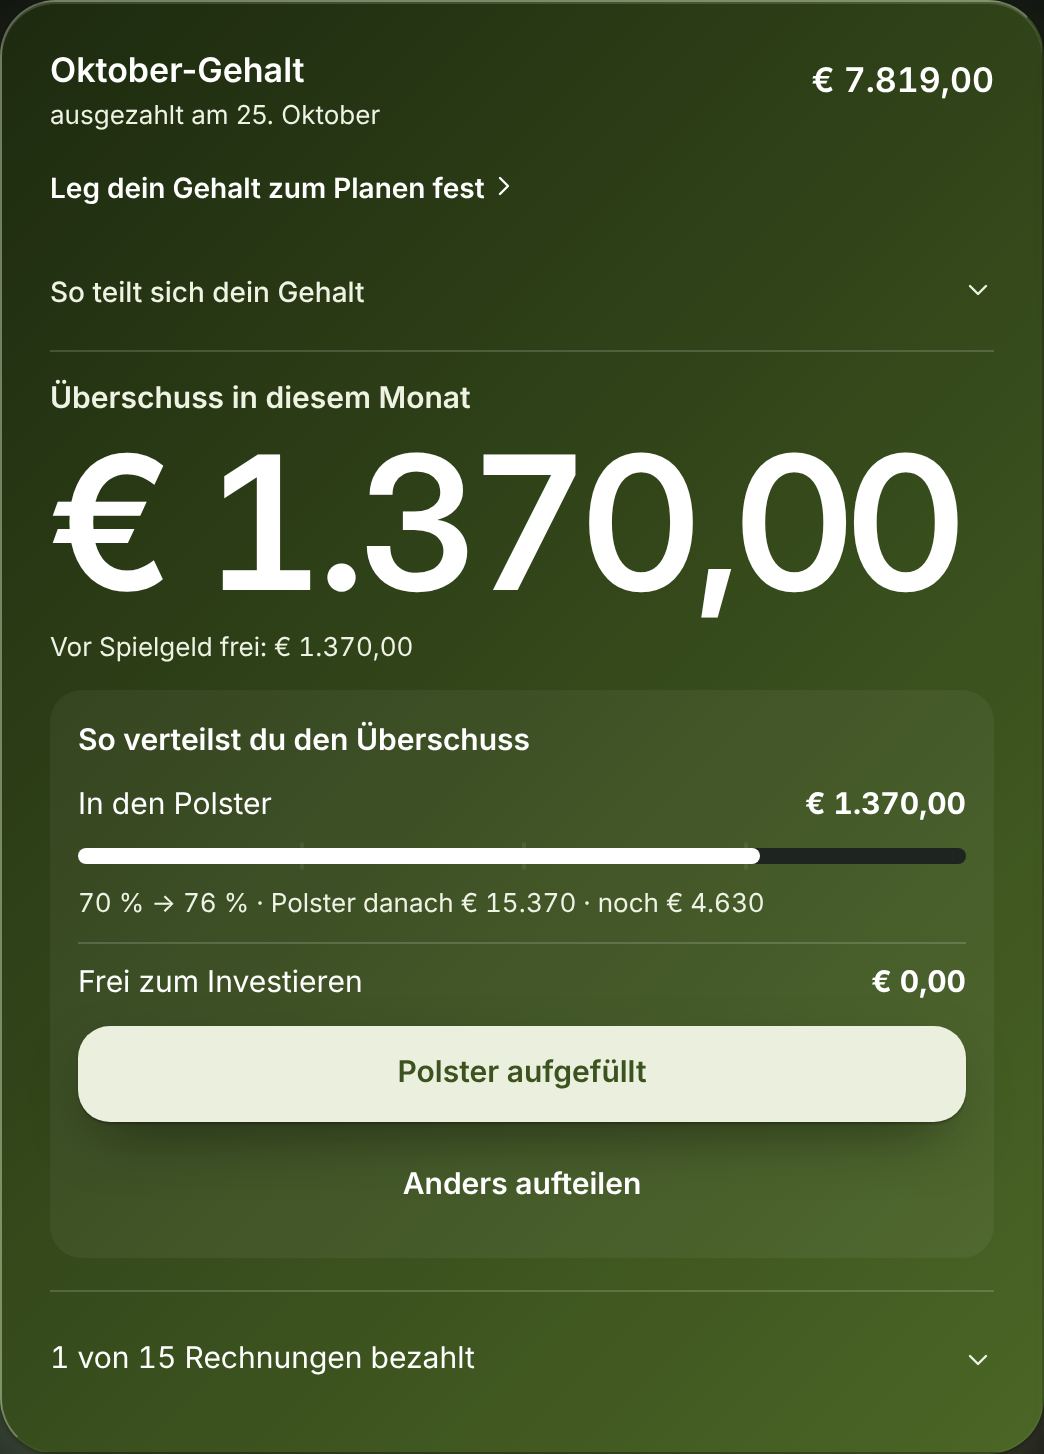 Oktober-Gehalt
€ 7.819,00
ausgezahlt am 25. Oktober
Leg dein Gehalt zum Planen fest
So teilt sich dein Gehalt
Überschuss in diesem Monat
€ 1.370,00
Vor Spielgeld frei: € 1.370,00
So verteilst du den Überschuss
In den Polster € 1.370,00
70 % → 76 % · Polster danach € 15.370 · noch € 4.630
Frei zum Investieren € 0,00
Polster aufgefüllt
Anders aufteilen
1 von 15 Rechnungen bezahlt